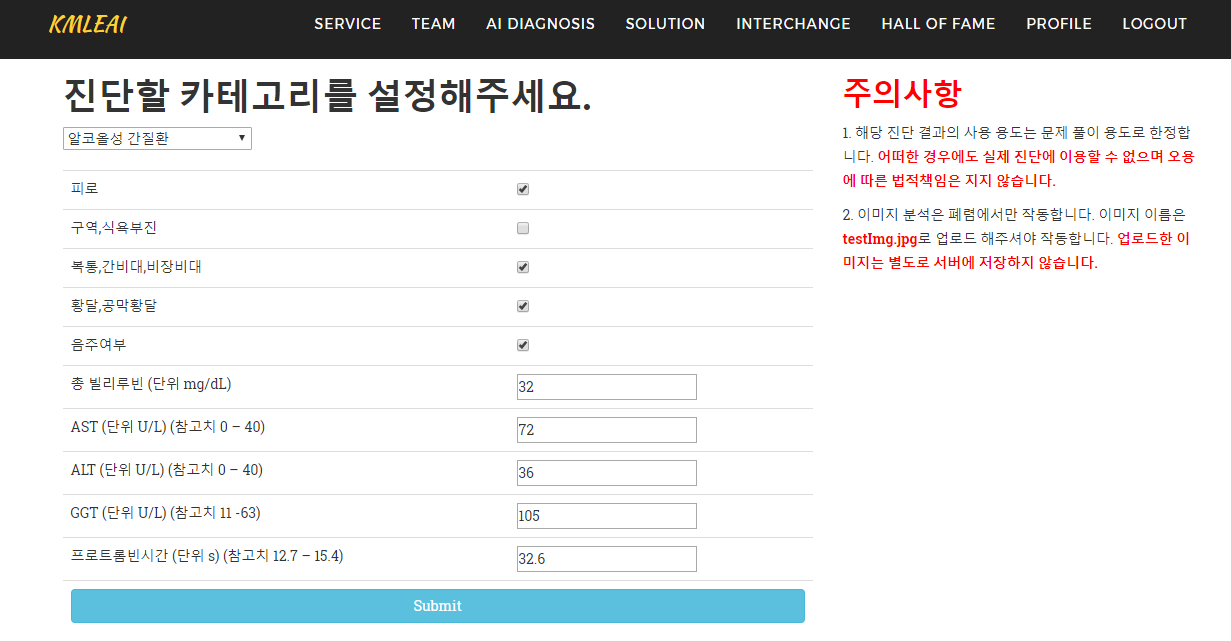 KMLEAI
SERVICE TEAM AI DIAGNOSIS SOLUTION INTERCHANGE HALL OF FAME PROFILE LOGOUT
진단할 카테고리를 설정해주세요.
알코올성 간질환
피로
구역,식욕부진
복통,간비대,비장비대
황달,공막황달
음주여부
총 빌리루빈 (단위 mg/dL) 32
AST (단위 U/L) (참고치 0 – 40) 72
ALT (단위 U/L) (참고치 0 – 40) 36
GGT (단위 U/L) (참고치 11 -63) 105
프로트롬빈시간 (단위 s) (참고치 12.7 – 15.4) 32.6
Submit
주의사항
1. 해당 진단 결과의 사용 용도는 문제 풀이 용도로 한정합
니다. 어떠한 경우에도 실제 진단에 이용할 수 없으며 오용
에 따른 법적책임은 지지 않습니다.
2. 이미지 분석은 폐렴에서만 작동합니다. 이미지 이름은
testImg.jpg로 업로드 해주셔야 작동합니다. 업로드한 이
미지는 별도로 서버에 저장하지 않습니다.